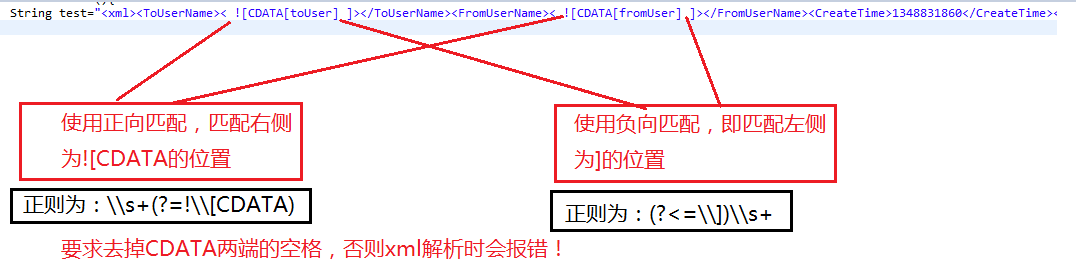 String test="<xml><ToUserName>< ![CDATA[toUser] ]></ToUserName><FromUserName>< ![CDATA[fromUser] ]></FromUserName><CreateTime>1348831860</CreateTime><
使用正向匹配，匹配右侧
为![CDATA的位置
正则为：\\s+(?=!\\[CDATA)
使用负向匹配，即匹配左侧
为]的位置
正则为：(?<=\\])\\s+
要求去掉CDATA两端的空格，否则xml解析时会报错！